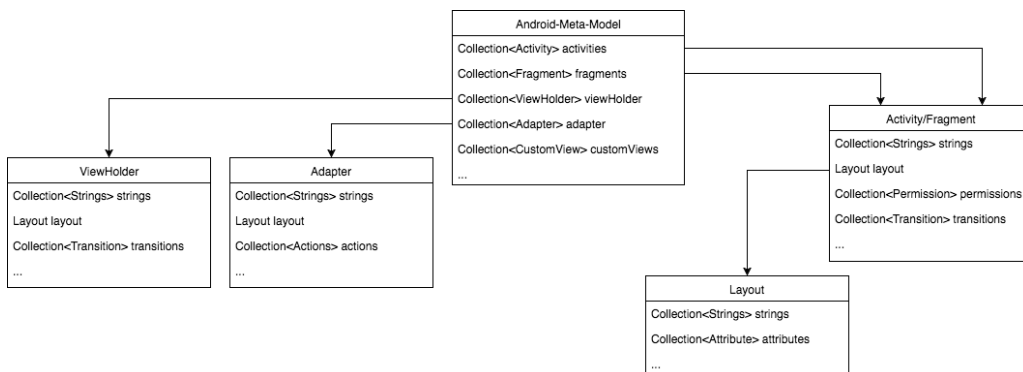 Android-Meta-Model
Collection<Activity> activities
Collection<Fragment> fragments
Collection<ViewHolder> viewHolder
Collection<Adapter> adapter
Collection<CustomView> customViews
...
ViewHolder
Collection<Strings> strings
Layout layout
Collection<Transition> transitions
...
Adapter
Collection<Strings> strings
Layout layout
Collection<Actions> actions
...
Activity/Fragment
Collection<Strings> strings
Layout layout
Collection<Permission> permissions
Collection<Transition> transitions
...
Layout
Collection<Strings> strings
Collection<Attribute> attributes
...